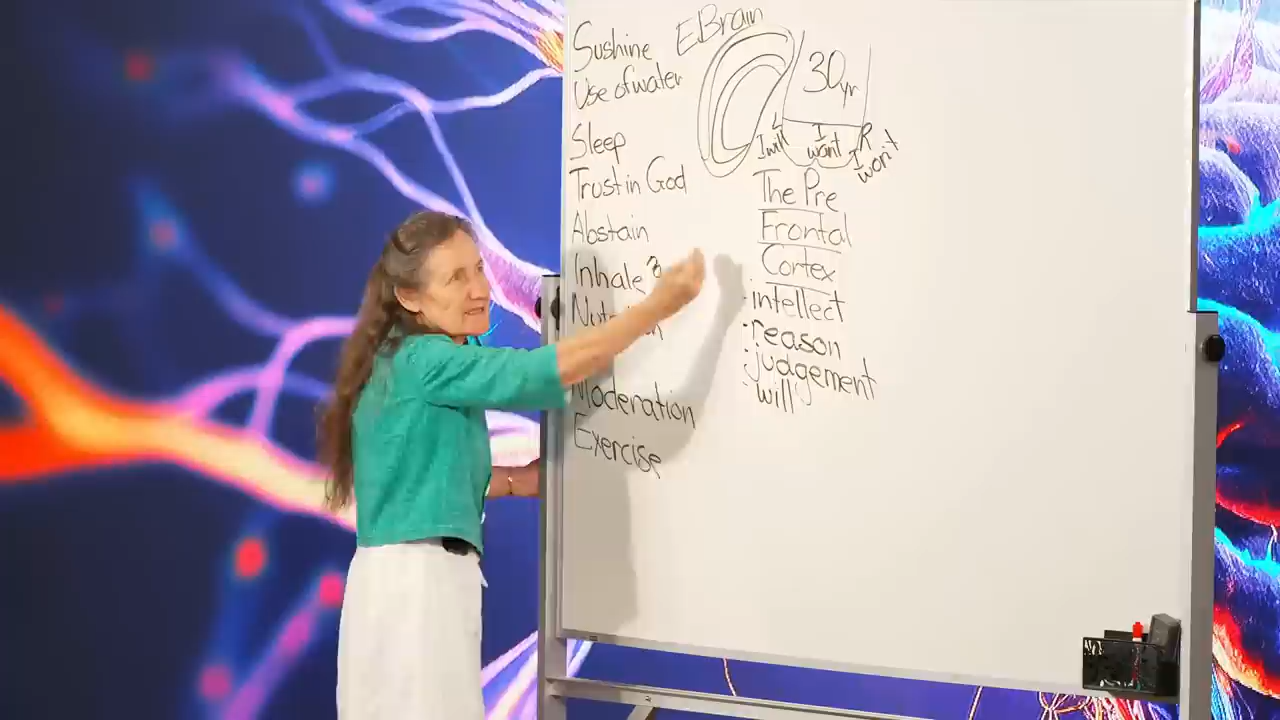 Sushine
Use of water
Sleep
Trust in God
Abstain
Inhale
Moderation
Exercise
EBrain
30yr
I will
I want
I won't
R
The Pre
Frontal
Cortex
·intellect
·reason
·judgement
·will